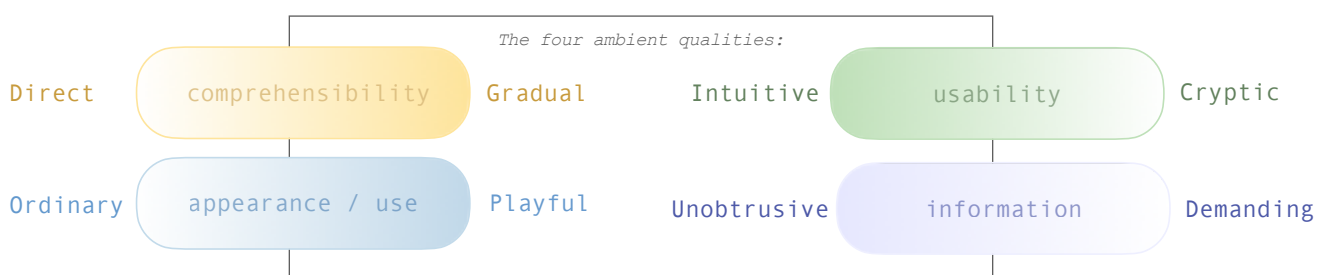 The four ambient qualities:
Direct comprehensibility Gradual
Intuitive usability Cryptic
Ordinary appearance / use Playful
Unobtrusive information Demanding